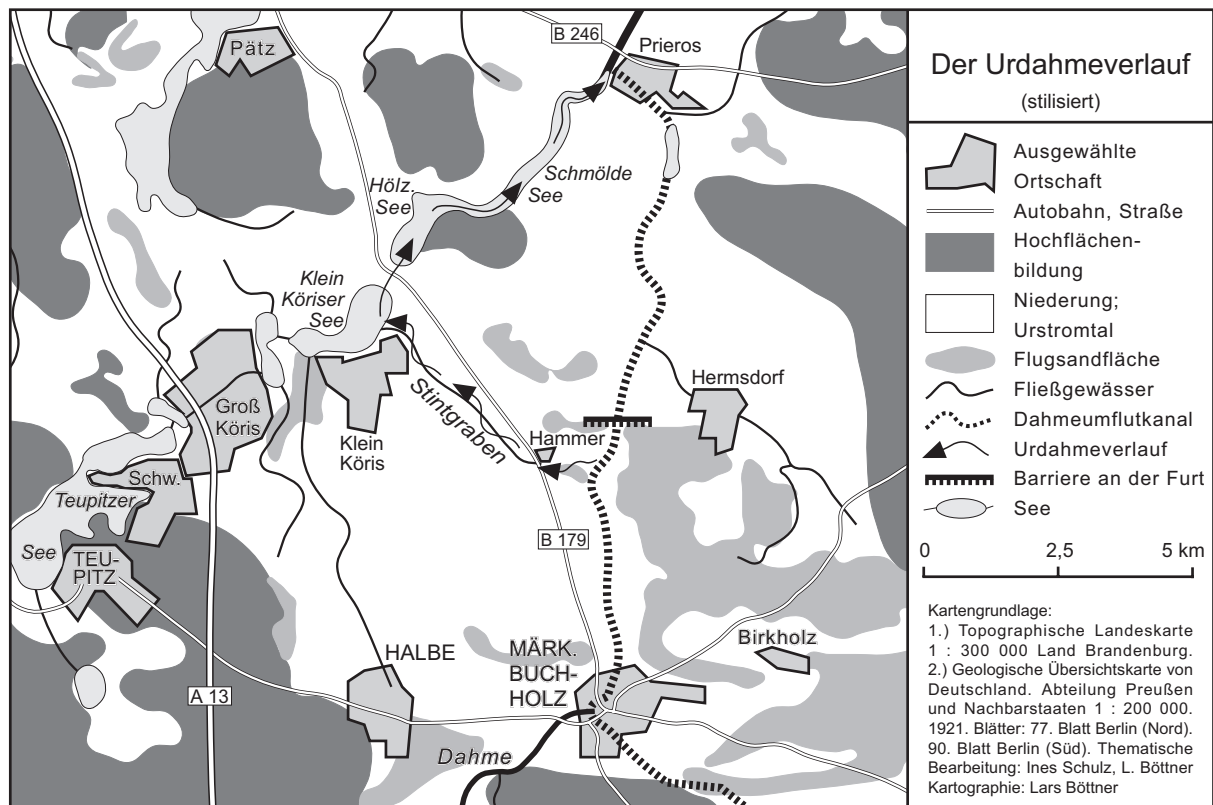 B 246
Prieros
Pätz
Schmölde
See
Hölz.
See
Klein
Köriser
See
Groß
Köris
Klein
Köris
Stintgraben
Hammer
Hermsdorf
Schw.
Teupitzer
See
TEU-
PITZ
B 179
A 13
HALBE
MÄRK.
BUCH-
HOLZ
Birkholz
Dahme
Der Urdahmeverlauf
(stilisiert)
Ausgewählte
Ortschaft
Autobahn, Straße
Hochflächen-
bildung
Niederung;
Urstromtal
Flugsandfläche
Fließgewässer
Dahmeumflutkanal
Urdahmeverlauf
Barriere an der Furt
See
0 2,5 5 km
Kartengrundlage:
1.) Topographische Landeskarte
1 : 300 000 Land Brandenburg.
2.) Geologische Übersichtskarte von
Deutschland. Abteilung Preußen
und Nachbarstaaten 1 : 200 000.
1921. Blätter: 77. Blatt Berlin (Nord).
90. Blatt Berlin (Süd). Thematische
Bearbeitung: Ines Schulz, L. Böttner
Kartographie: Lars Böttner